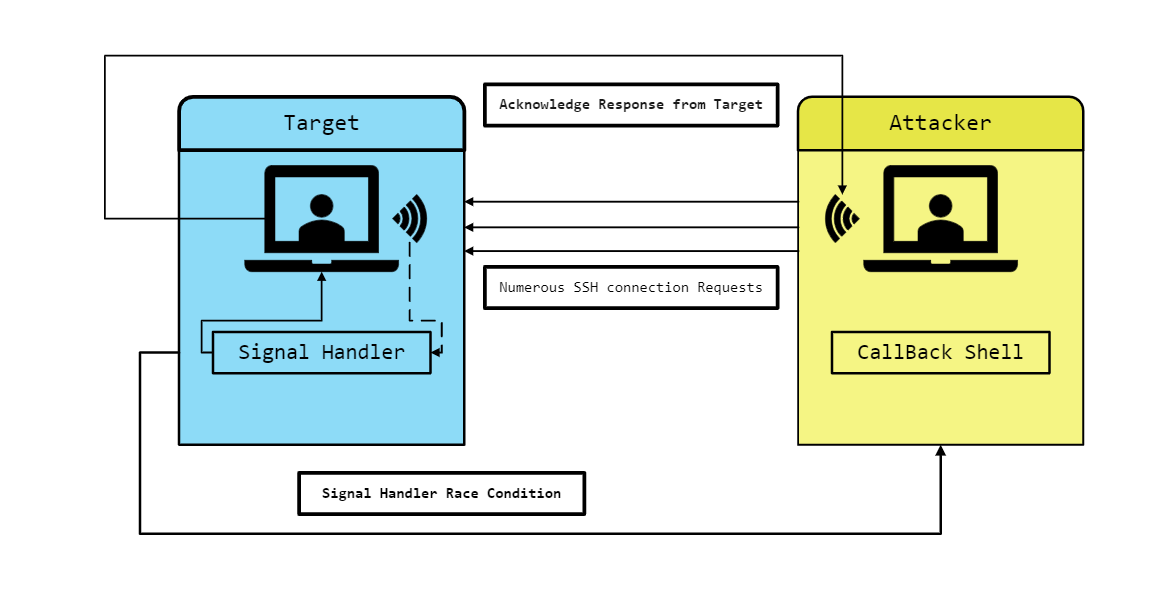 Acknowledge Response from Target
Target
Attacker
Numerous SSH connection Requests
Signal Handler
CallBack Shell
Signal Handler Race Condition